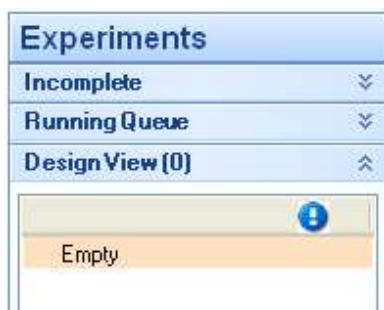 Experiments
Incomplete
Running Queue
Design View (0)
Empty